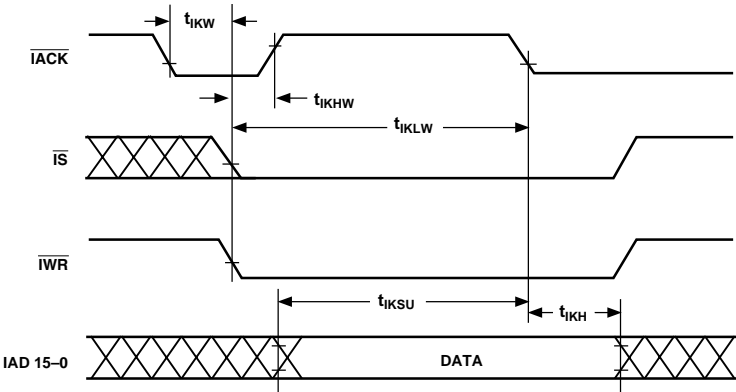 tIKW
IACK
tIKHW
tIKLW
IS
IWR
tIKSU
tIKH
IAD 15–0
DATA